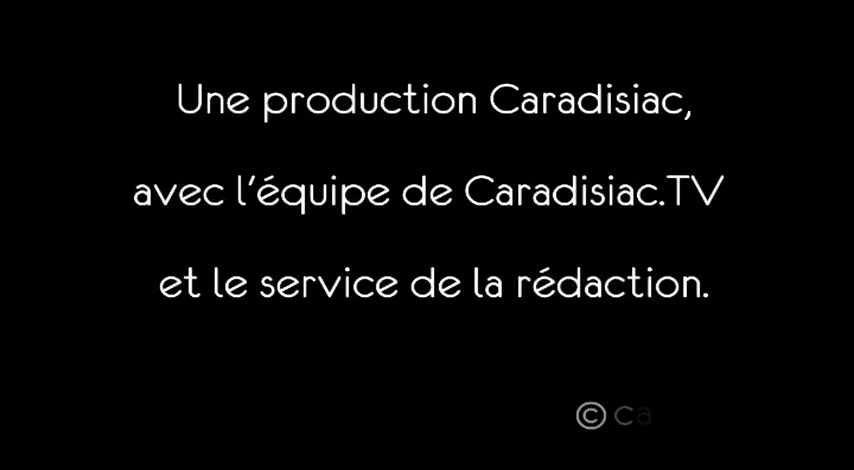 Une production Caradisiac,
avec l'équipe de Caradisiac.TV
et le service de la rédaction.
© ca